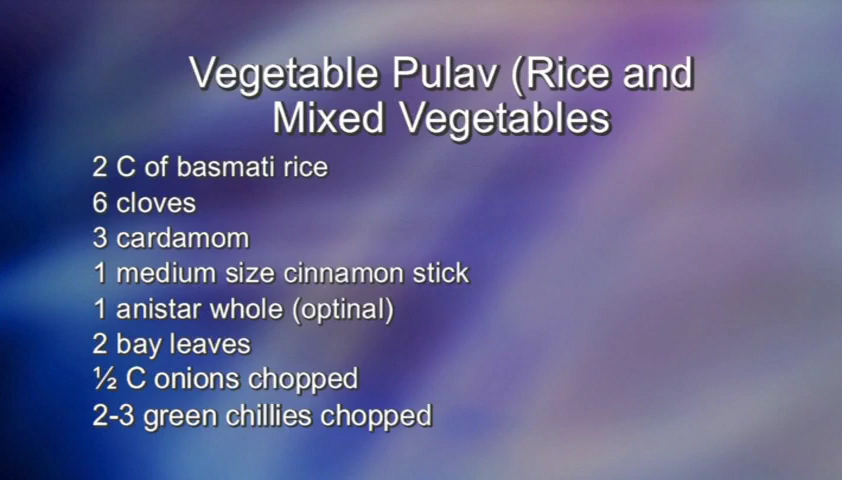 Vegetable Pulav (Rice and
Mixed Vegetables
2 C of basmati rice
6 cloves
3 cardamom
1 medium size cinnamon stick
1 anistar whole (optinal)
2 bay leaves
½ C onions chopped
2-3 green chillies chopped